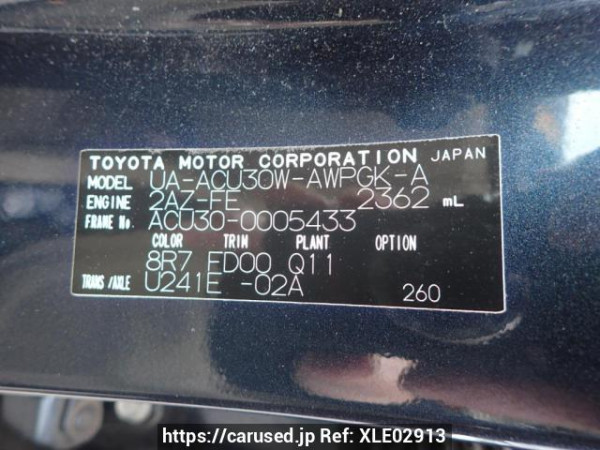 TOYOTA MOTOR CORPORATION JAPAN
MODEL UA-ACU30W-AWPGK-A
ENGINE 2AZ-FE 2362 mL
FRAME No ACU30-0005433
COLOR TRIM PLANT OPTION
8R7 FD00 Q11
TRANS/AXLE U241E -02A 260
https://carused.jp Ref: XLE02913